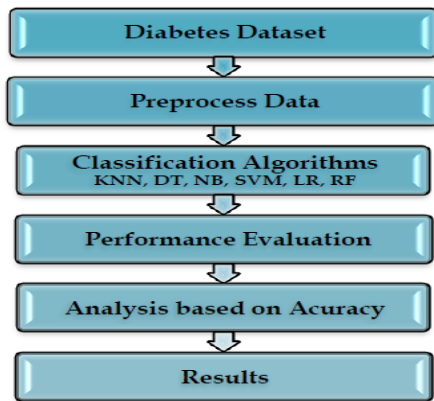 Diabetes Dataset
Preprocess Data
Classification Algorithms
KNN, DT, NB, SVM, LR, RF
Performance Evaluation
Analysis based on Acuracy
Results